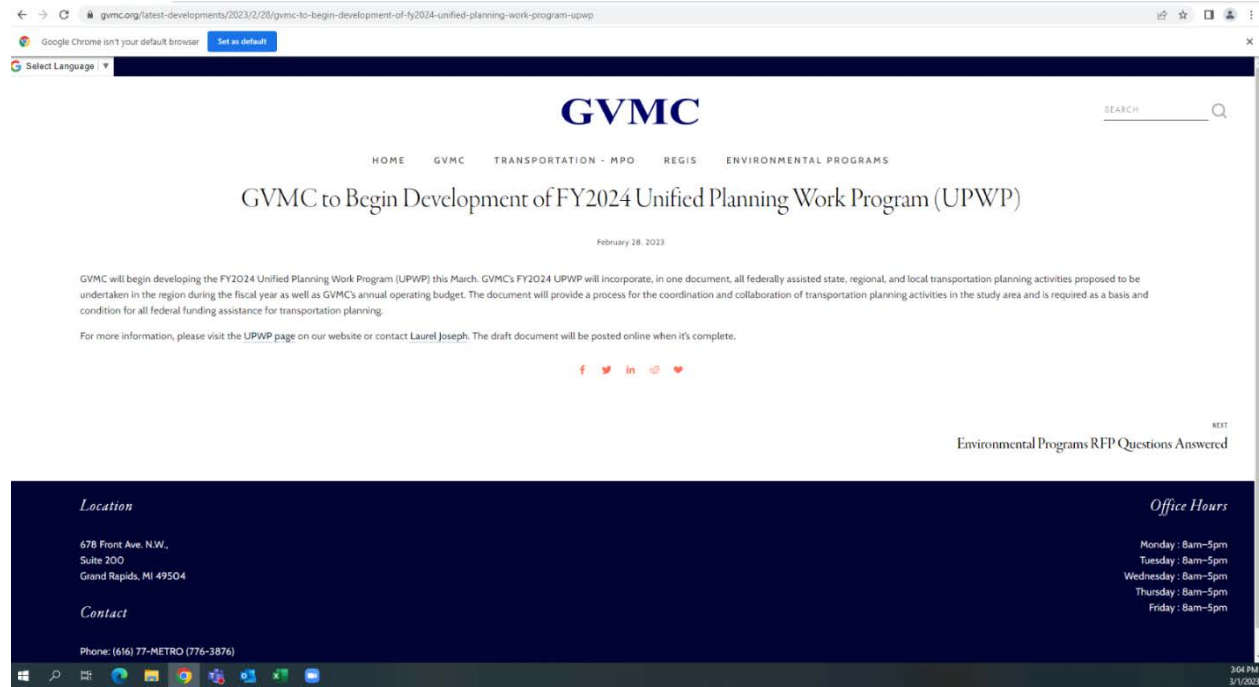 gvmc.org/latest-developments/2023/2/28/gvmc-to-begin-development-of-fy2024-unified-planning-work-program-upwp
Google Chrome isn't your default browser Set as default
Select Language
GVMC
SEARCH
HOME GVMC TRANSPORTATION - MPO REGIS ENVIRONMENTAL PROGRAMS
GVMC to Begin Development of FY2024 Unified Planning Work Program (UPWP)
February 28, 2023
GVMC will begin developing the FY2024 Unified Planning Work Program (UPWP) this March. GVMC's FY2024 UPWP will incorporate, in one document, all federally assisted state, regional, and local transportation planning activities proposed to be
undertaken in the region during the fiscal year as well as GVMC's annual operating budget. The document will provide a process for the coordination and collaboration of transportation planning activities in the study area and is required as a basis and
condition for all federal funding assistance for transportation planning.
For more information, please visit the UPWP page on our website or contact Laurel Joseph. The draft document will be posted online when it's complete.
NEXT
Environmental Programs RFP Questions Answered
Location
678 Front Ave. N.W.,
Suite 200
Grand Rapids, MI 49504
Contact
Phone: (616) 77-METRO (776-3876)
Office Hours
Monday : 8am–5pm
Tuesday : 8am–5pm
Wednesday : 8am–5pm
Thursday : 8am–5pm
Friday : 8am–5pm
3:04 PM
3/1/2023